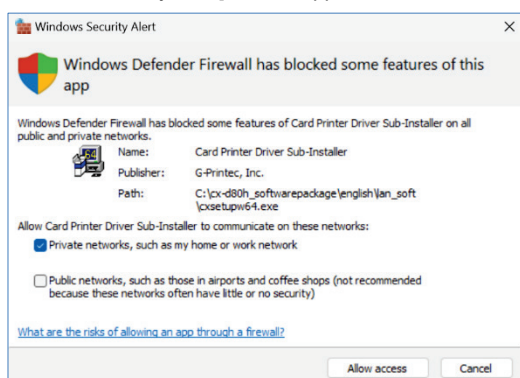 Windows Security Alert
Windows Defender Firewall has blocked some features of this
app
Windows Defender Firewall has blocked some features of Card Printer Driver Sub-Installer on all
public and private networks.
Name: Card Printer Driver Sub-Installer
Publisher: G-Printec, Inc.
Path: C:\cx-d80h_softwarepackage\english\lan_soft
\cxsetupw64.exe
Allow Card Printer Driver Sub-Installer to communicate on these networks:
Private networks, such as my home or work network
Public networks, such as those in airports and coffee shops (not recommended
because these networks often have little or no security)
What are the risks of allowing an app through a firewall?
Allow access Cancel